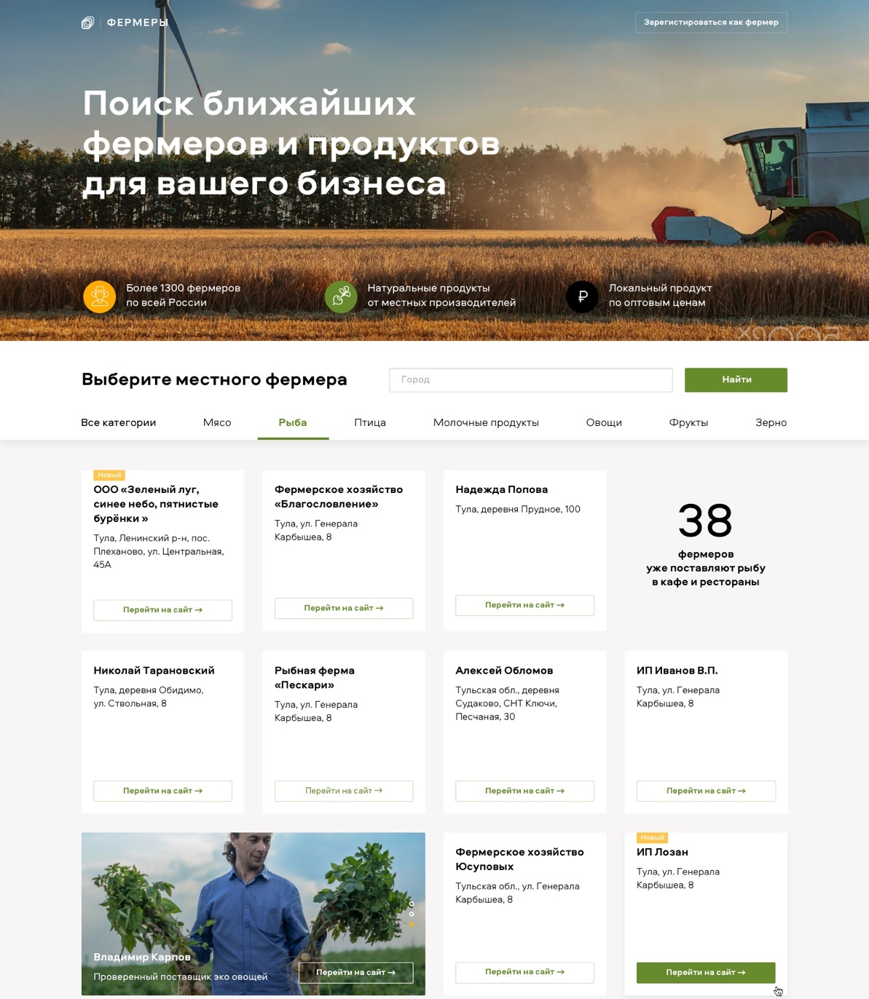 ФЕРМЕРЫ
Зарегистироваться как фермер
Поиск ближайших
фермеров и продуктов
для вашего бизнеса
Более 1300 фермеров
по всей России
Натуральные продукты
от местных производителей
₽
Локальный продукт
по оптовым ценам
Выберите местного фермера
Город
Найти
Все категории
Мясо
Рыба
Птица
Молочные продукты
Овощи
Фрукты
Зерно
Новый
ООО «Зеленый луг,
синее небо, пятнистые
бурёнки »
Тула, Ленинский р-н, пос.
Плеханово, ул. Центральная,
45А
Перейти на сайт →
Фермерское хозяйство
«Благословление»
Тула, ул. Генерала
Карбышеа, 8
Перейти на сайт →
Надежда Попова
Тула, деревня Прудное, 100
Перейти на сайт →
38
фермеров
уже поставляют рыбу
в кафе и рестораны
Николай Тарановский
Тула, деревня Обидимо,
ул. Ствольная, 8
Перейти на сайт →
Рыбная ферма
«Пескари»
Тула, ул. Генерала
Карбышеа, 8
Перейти на сайт →
Алексей Обломов
Тульская обл., деревня
Судаково, СНТ Ключи,
Песчаная, 30
Перейти на сайт →
ИП Иванов В.П.
Тула, ул. Генерала
Карбышеа, 8
Перейти на сайт →
Владимир Карпов
Проверенный поставщик эко овощей
Перейти на сайт →
Фермерское хозяйство
Юсуповых
Тульская обл., ул. Генерала
Карбышеа, 8
Перейти на сайт →
Новый
ИП Лозан
Тула, ул. Генерала
Карбышеа, 8
Перейти на сайт →